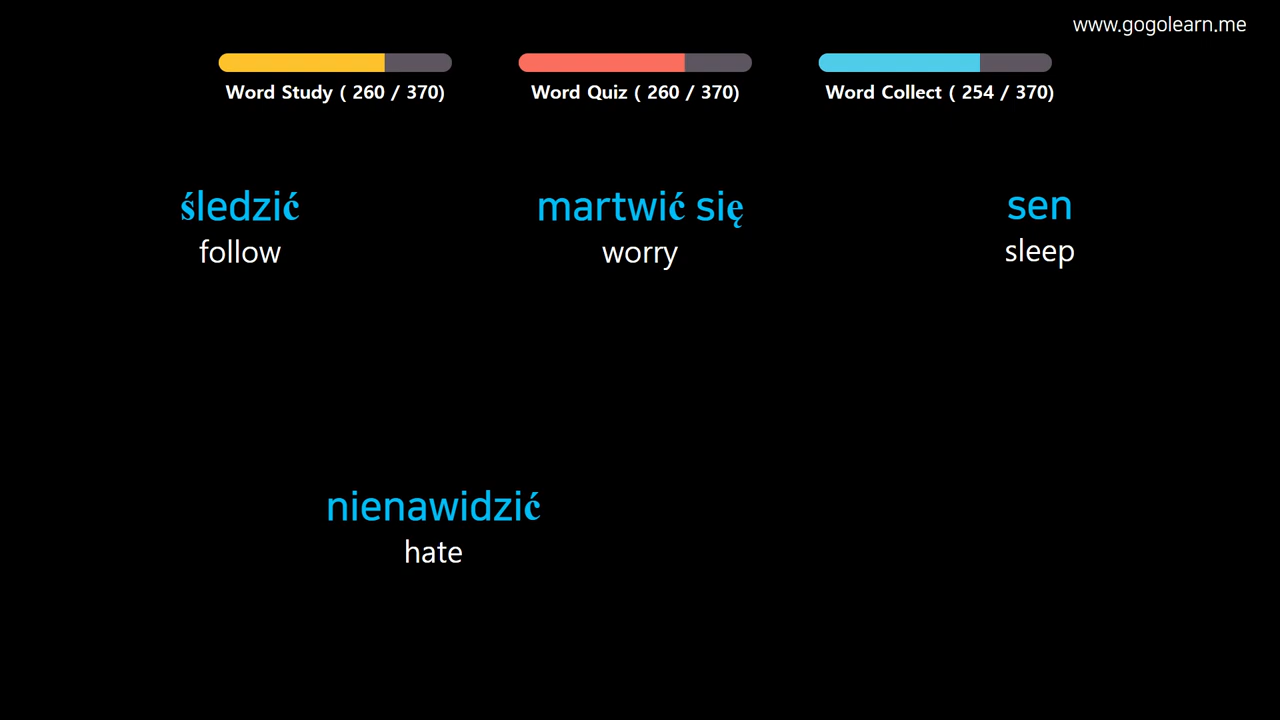 www.gogolearn.me
Word Study ( 260 / 370)
Word Quiz ( 260 / 370)
Word Collect ( 254 / 370)
śledzić
follow
martwić się
worry
sen
sleep
nienawidzić
hate